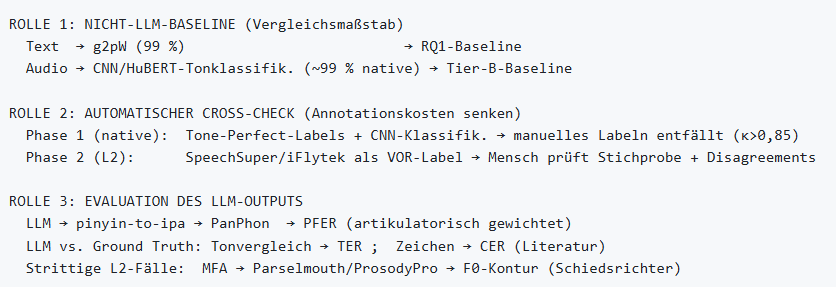 ROLLE 1: NICHT-LLM-BASELINE (Vergleichsmaßstab)
Text → g2pW (99 %) → RQ1-Baseline
Audio → CNN/HuBERT-Tonklassifik. (~99 % native) → Tier-B-Baseline
ROLLE 2: AUTOMATISCHER CROSS-CHECK (Annotationskosten senken)
Phase 1 (native): Tone-Perfect-Labels + CNN-Klassifik. → manuelles Labeln entfällt (κ>0,85)
Phase 2 (L2): SpeechSuper/iFlytek als VOR-Label → Mensch prüft Stichprobe + Disagreements
ROLLE 3: EVALUATION DES LLM-OUTPUTS
LLM → pinyin-to-ipa → PanPhon → PFER (artikulatorisch gewichtet)
LLM vs. Ground Truth: Tonvergleich → TER ; Zeichen → CER (Literatur)
Strittige L2-Fälle: MFA → Parselmouth/ProsodyPro → F0-Kontur (Schiedsrichter)